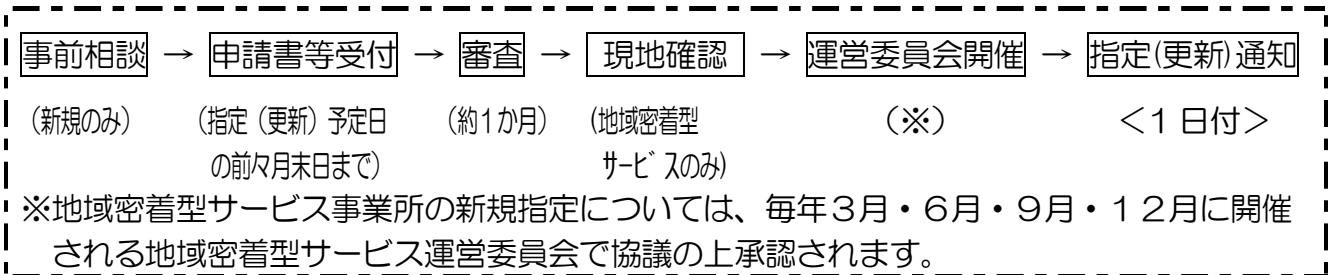 事前相談 → 申請書等受付 → 審査 → 現地確認 → 運営委員会開催 → 指定(更新)通知
（新規のみ） （指定（更新）予定日 （約１か月） （地域密着型 （※） ＜１日付＞
の前々月末日まで） サービスのみ）
※地域密着型サービス事業所の新規指定については、毎年３月・６月・９月・１２月に開催
される地域密着型サービス運営委員会で協議の上承認されます。